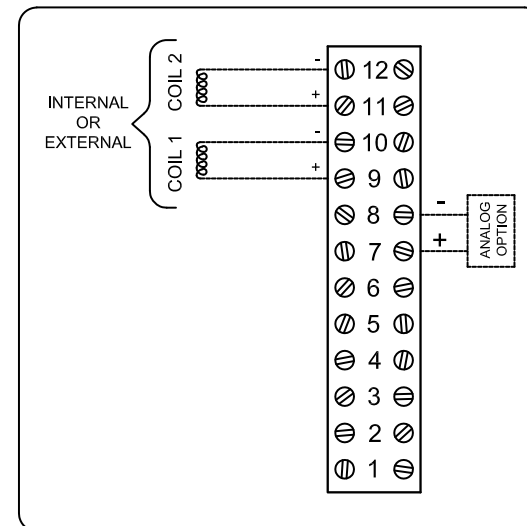 INTERNAL
OR
EXTERNAL
COIL 2
-
+
COIL 1
-
+
12
11
10
9
8
7
6
5
4
3
2
1
-
+
ANALOG
OPTION